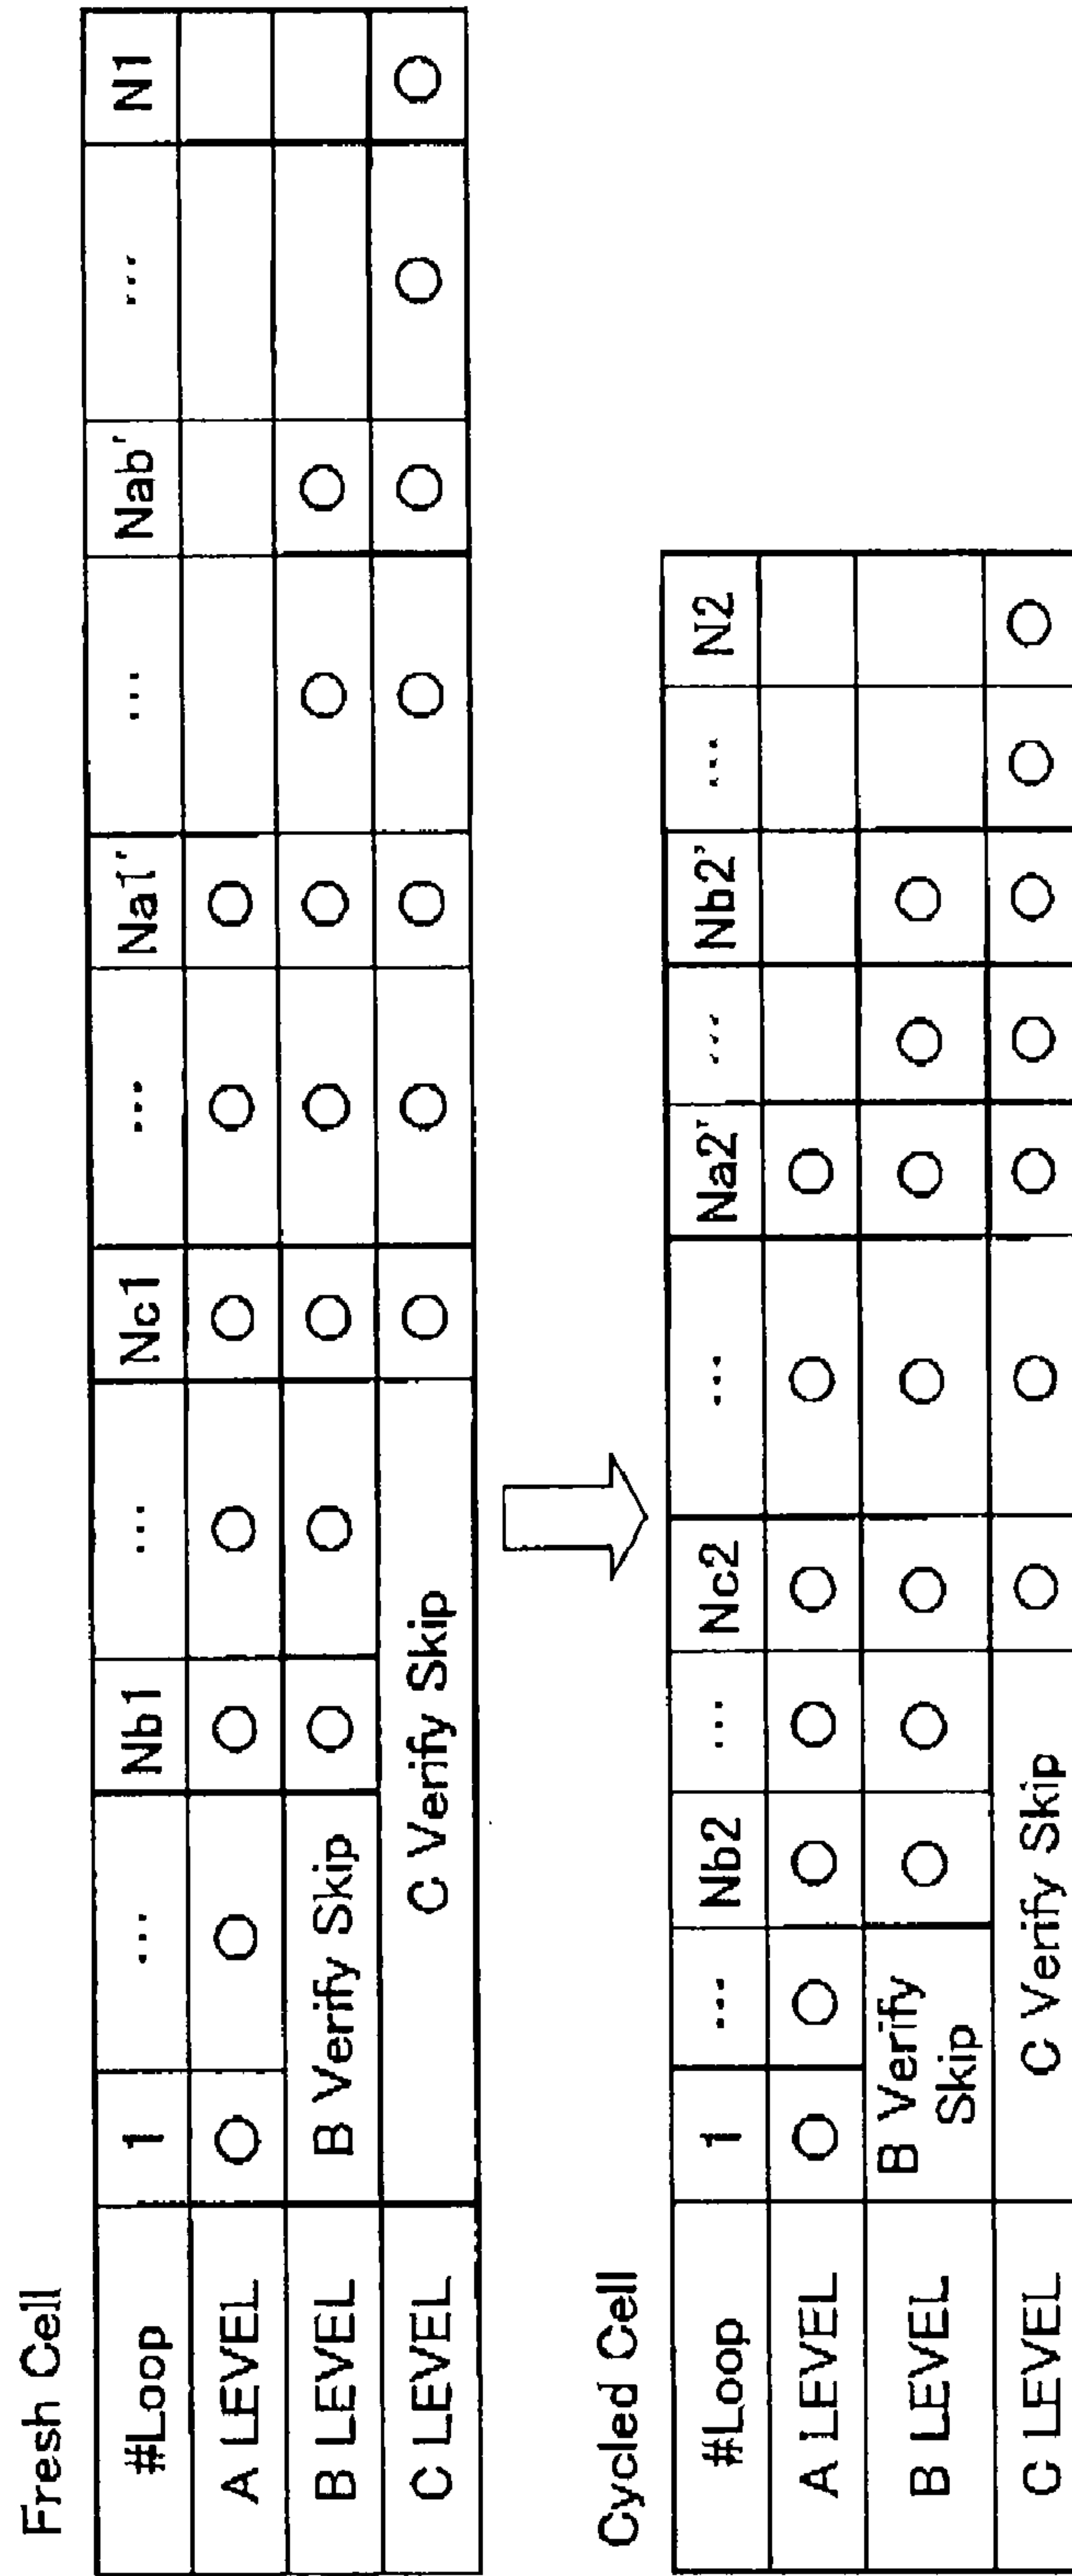 Fresh Cell
#Loop 1 ... Nb1 ... Nc1 ... Na1' ... Nab' ... N1
A LEVEL ○ ○ ○ ○ ○ ○ ○
B LEVEL B Verify Skip ○ ○ ○ ○ ○ ○ ○
C LEVEL C Verify Skip ○ ○ ○ ○ ○ ○ ○
Cycled Cell
#Loop 1 ... Nb2 ... Nc2 ... Na2' ... Nb2' ... N2
A LEVEL ○ ○ ○ ○ ○ ○ ○
B LEVEL B Verify Skip ○ ○ ○ ○ ○ ○ ○
C LEVEL C Verify Skip ○ ○ ○ ○ ○ ○ ○